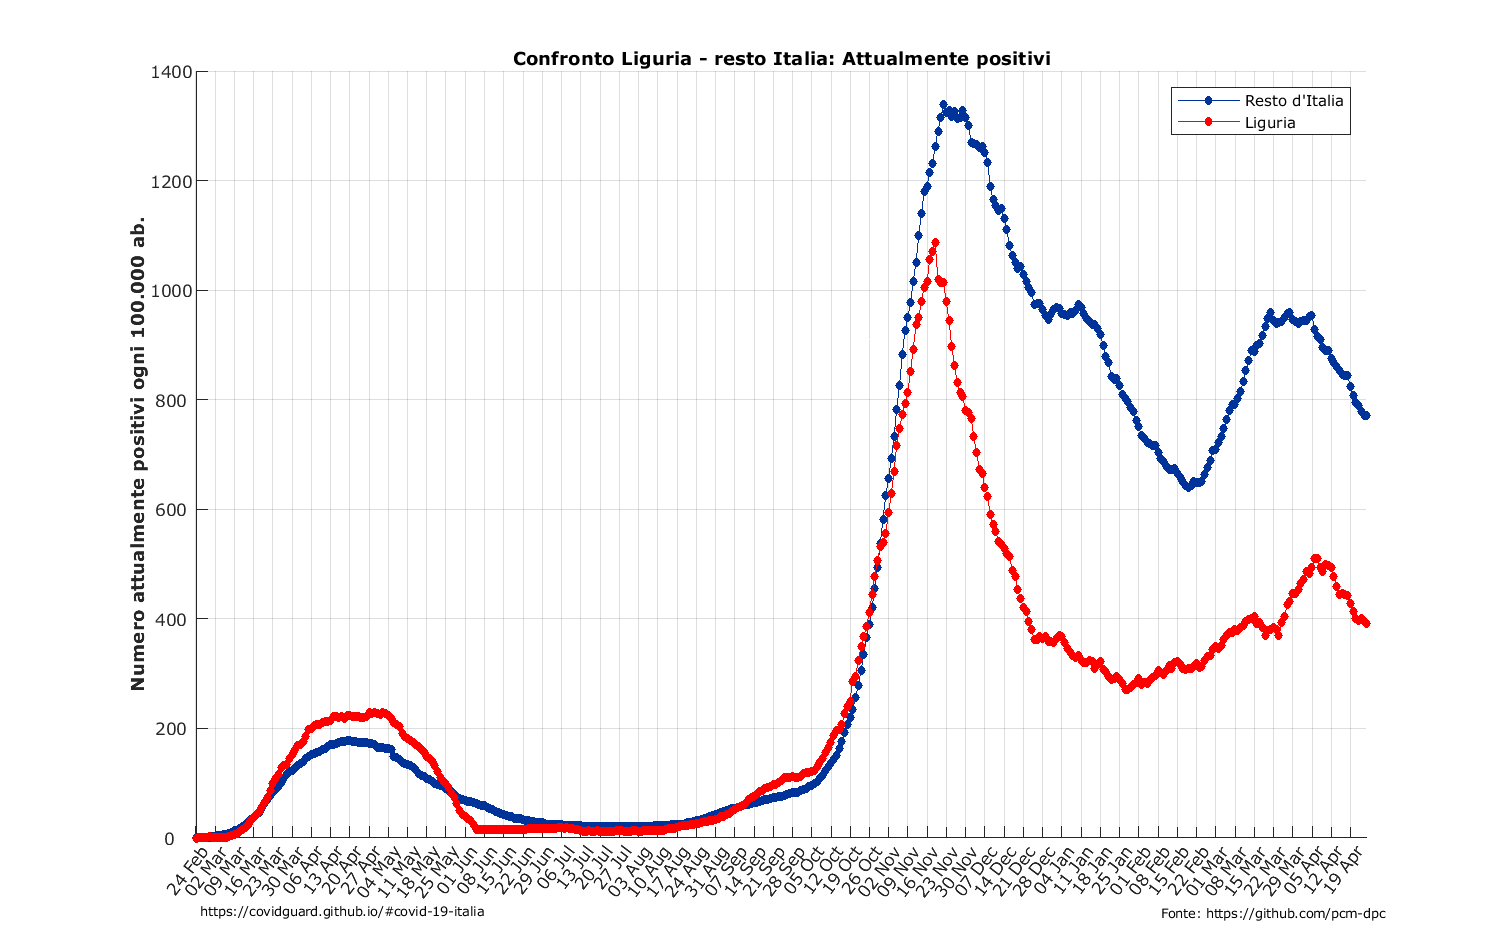 Confronto Liguria - resto Italia: Attualmente positivi
Resto d'Italia
Liguria
Numero attualmente positivi ogni 100.000 ab.
1400
1200
1000
800
600
400
200
0
24 Feb
02 Mar
09 Mar
16 Mar
23 Mar
30 Mar
06 Apr
13 Apr
20 Apr
27 Apr
04 May
11 May
18 May
25 May
01 Jun
08 Jun
15 Jun
22 Jun
29 Jun
06 Jul
13 Jul
20 Jul
27 Jul
03 Aug
10 Aug
17 Aug
24 Aug
31 Aug
07 Sep
14 Sep
21 Sep
28 Sep
05 Oct
12 Oct
19 Oct
26 Oct
02 Nov
09 Nov
16 Nov
23 Nov
30 Nov
07 Dec
14 Dec
21 Dec
28 Dec
04 Jan
11 Jan
18 Jan
25 Jan
01 Feb
08 Feb
15 Feb
22 Feb
01 Mar
08 Mar
15 Mar
22 Mar
29 Mar
05 Apr
12 Apr
19 Apr
https://covidguard.github.io/#covid-19-italia
Fonte: https://github.com/pcm-dpc